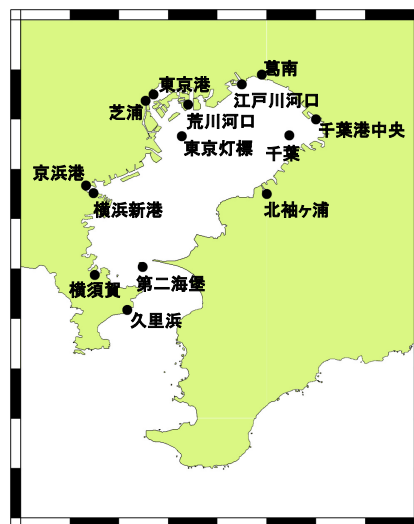 葛南
東京港
江戸川河口
芝浦
荒川河口
千葉港中央
東京灯標
千葉
京浜港
横浜新港
北袖ヶ浦
第二海堡
横須賀
久里浜